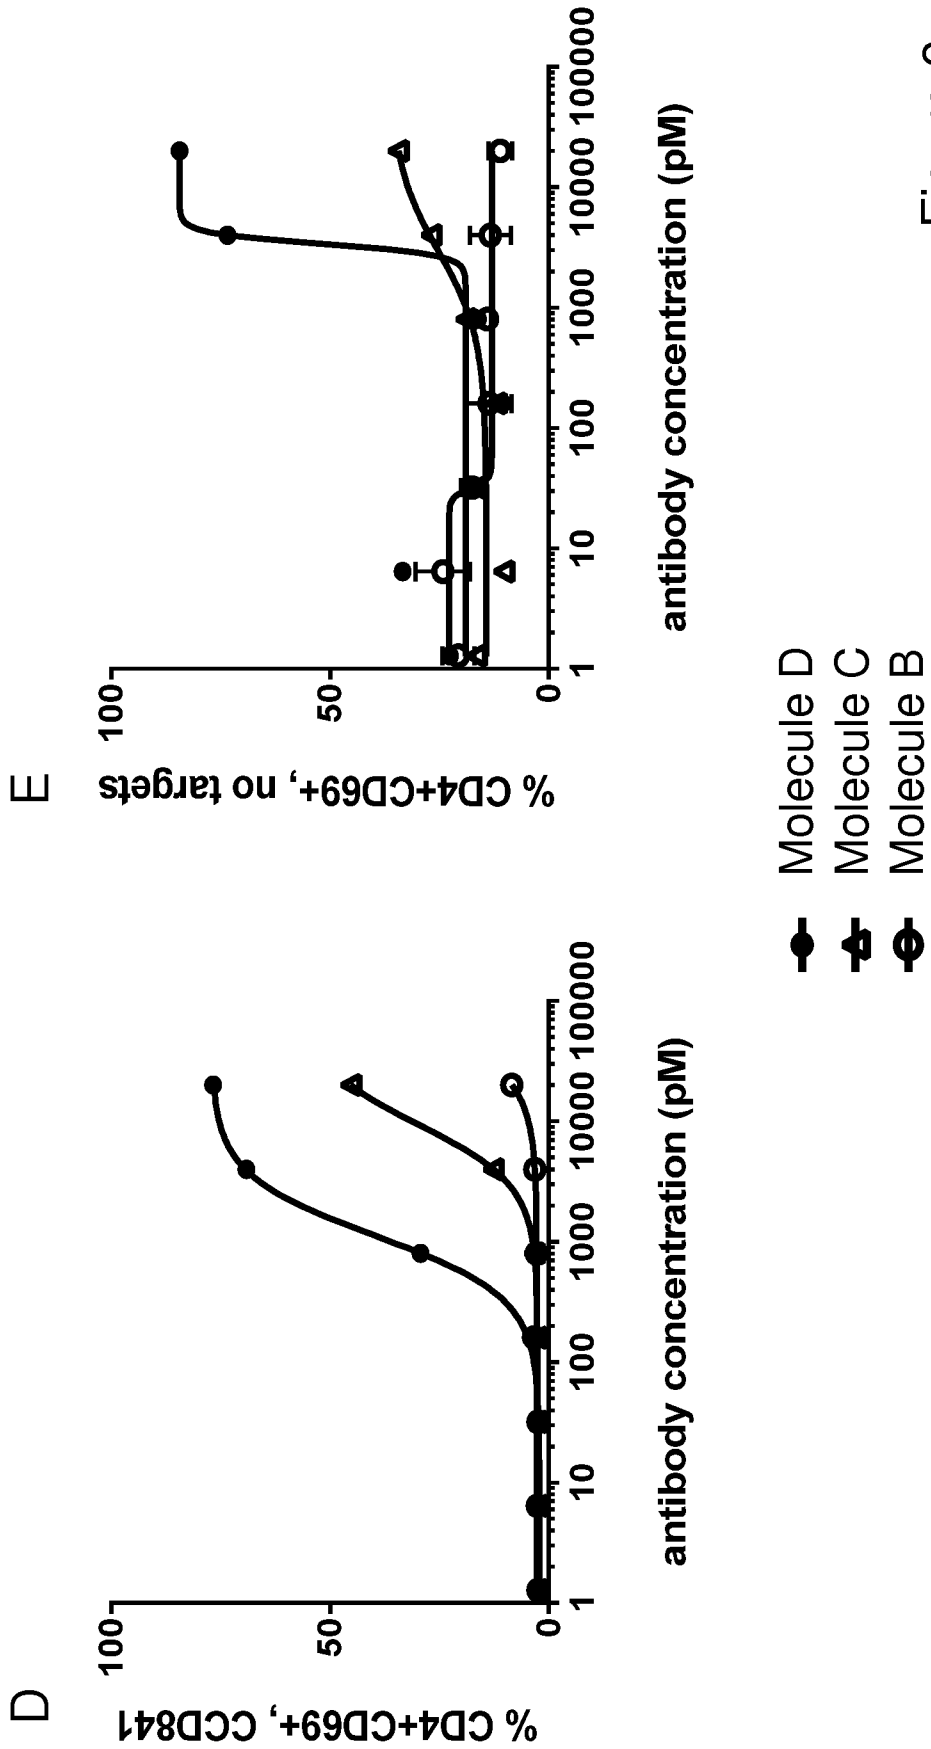 D
% CD4+CD69+, CCD841
100
50
0
1 10 100 1000 10000 100000
antibody concentration (pM)
E
% CD4+CD69+, no targets
100
50
0
1 10 100 1000 10000 100000
antibody concentration (pM)
Molecule D
Molecule C
Molecule B